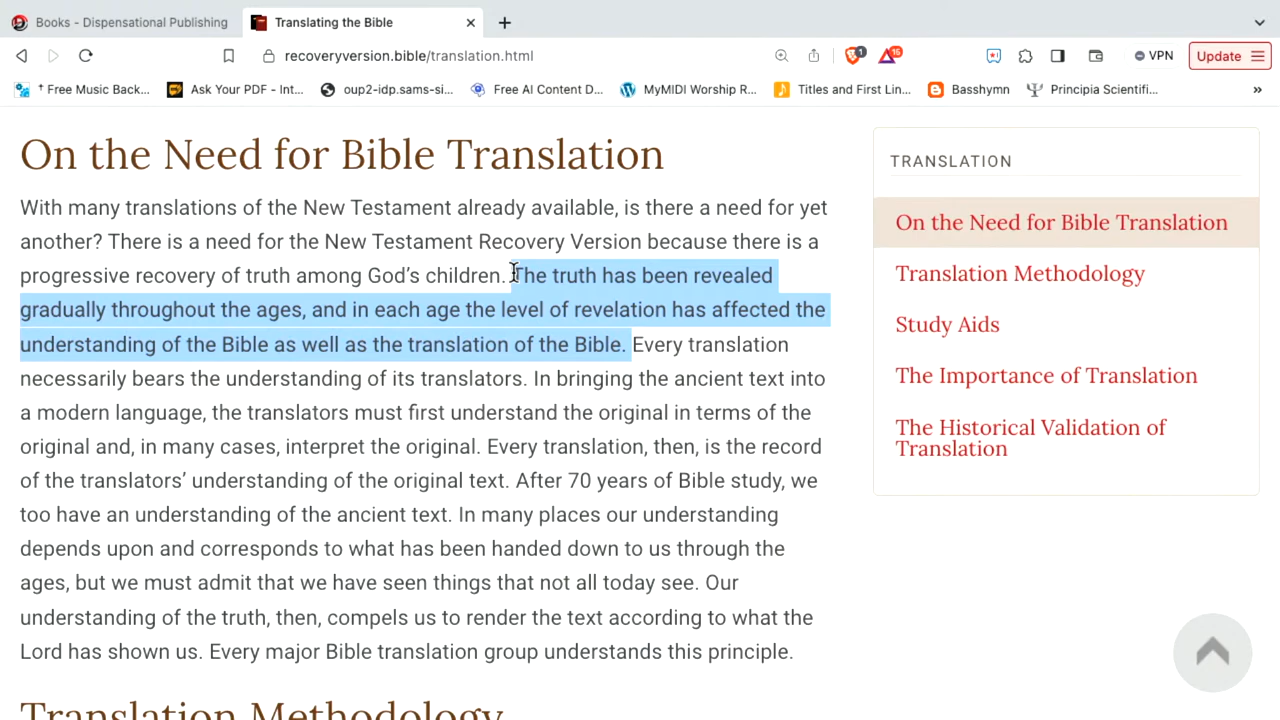 Books - Dispensational Publishing
Translating the Bible
recoveryversion.bible/translation.html
1
15
VPN
Update
† Free Music Back...
Ask Your PDF - Int...
oup2-idp.sams-si...
Free AI Content D...
MyMIDI Worship R...
Titles and First Lin...
Basshymn
Principia Scientifi...
»
On the Need for Bible Translation
With many translations of the New Testament already available, is there a need for yet
another? There is a need for the New Testament Recovery Version because there is a
progressive recovery of truth among God’s children. The truth has been revealed
gradually throughout the ages, and in each age the level of revelation has affected the
understanding of the Bible as well as the translation of the Bible. Every translation
necessarily bears the understanding of its translators. In bringing the ancient text into
a modern language, the translators must first understand the original in terms of the
original and, in many cases, interpret the original. Every translation, then, is the record
of the translators’ understanding of the original text. After 70 years of Bible study, we
too have an understanding of the ancient text. In many places our understanding
depends upon and corresponds to what has been handed down to us through the
ages, but we must admit that we have seen things that not all today see. Our
understanding of the truth, then, compels us to render the text according to what the
Lord has shown us. Every major Bible translation group understands this principle.
Translation Methodology
TRANSLATION
On the Need for Bible Translation
Translation Methodology
Study Aids
The Importance of Translation
The Historical Validation of
Translation